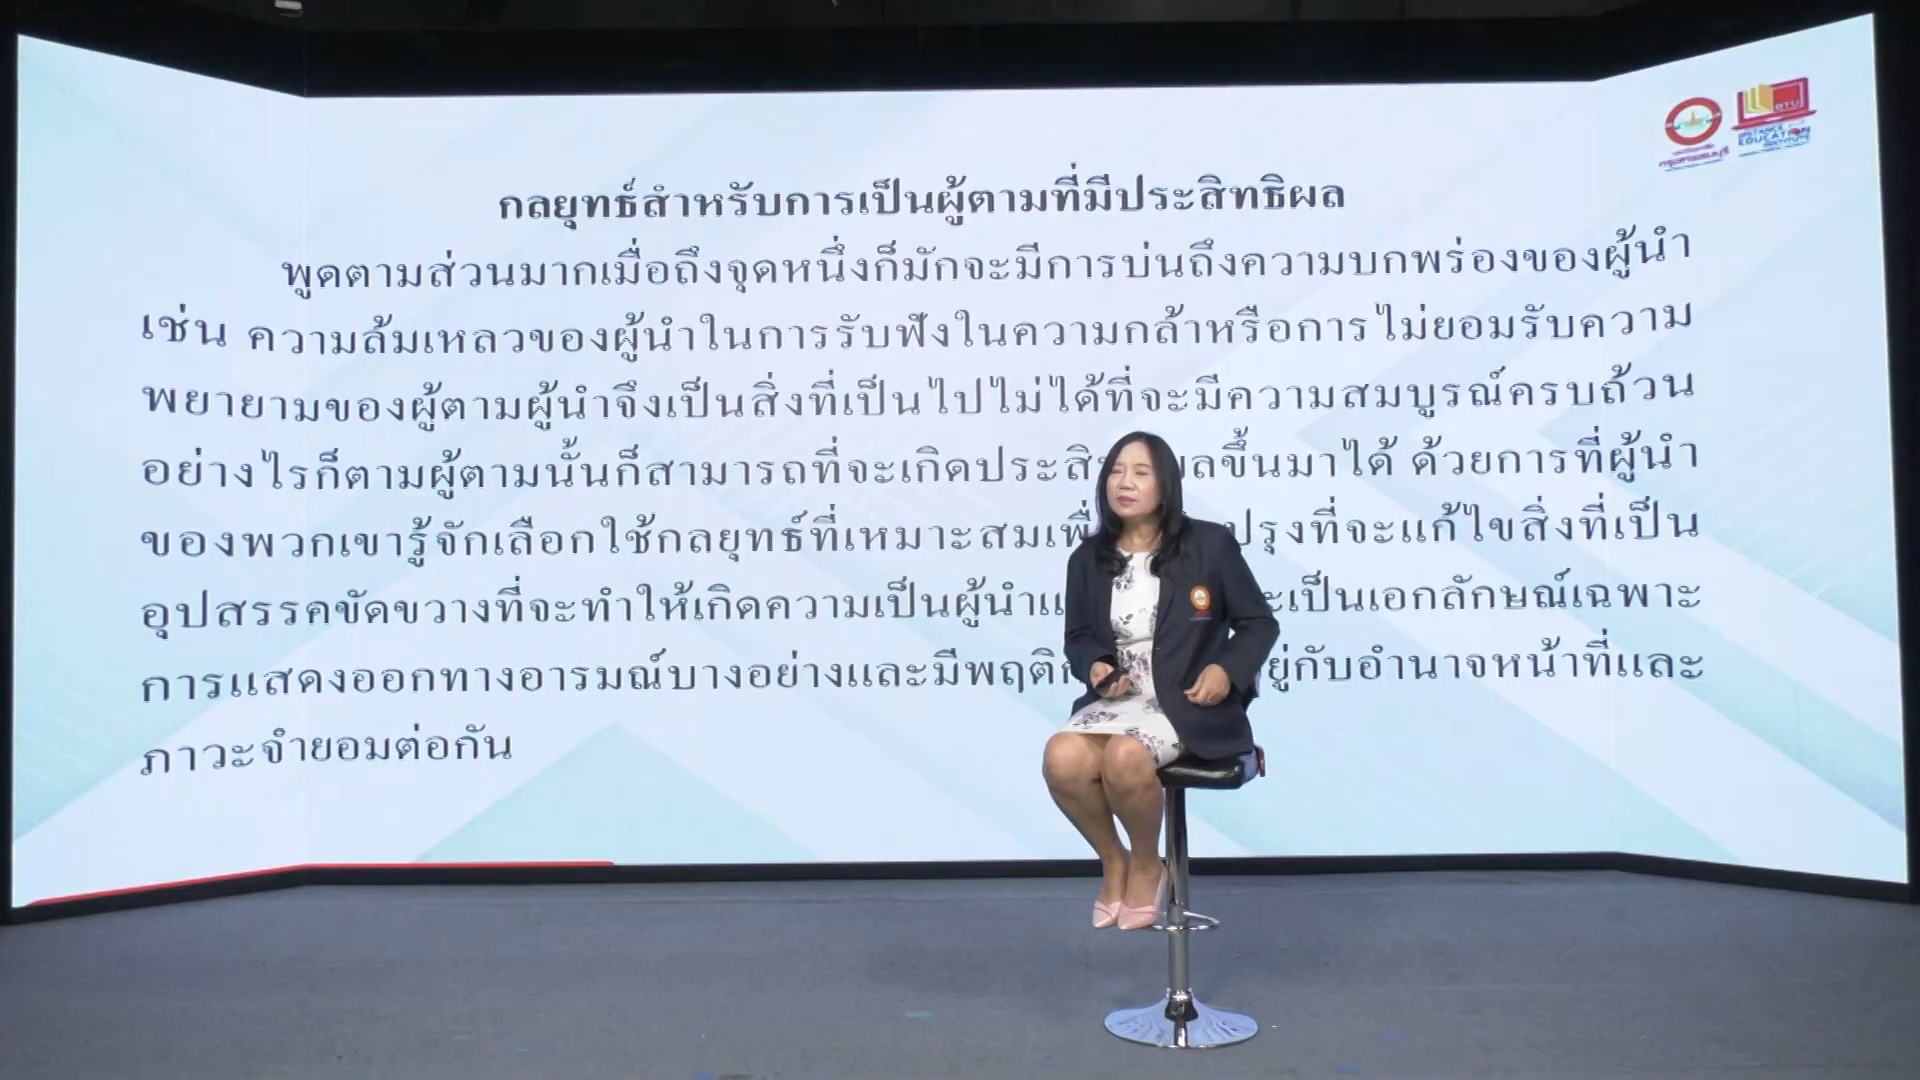 กลยุทธ์สำหรับการเป็นผู้ตามที่มีประสิทธิผล
พูดตามส่วนมากเมื่อถึงจุดหนึ่งก็มักจะมีการบ่นถึงความบกพร่องของผู้นำ
เช่น ความล้มเหลวของผู้นำในการรับฟังในความกล้าหรือการไม่ยอมรับความ
พยายามของผู้ตามผู้นำจึงเป็นสิ่งที่เป็นไปไม่ได้ที่จะมีความสมบูรณ์ครบถ้วน
อย่างไรก็ตามผู้ตามนั้นก็สามารถที่จะเกิดประสิ ผลขึ้นมาได้ ด้วยการที่ผู้นำ
ของพวกเขารู้จักเลือกใช้กลยุทธ์ที่เหมาะสมเพื่ ปรุงที่จะแก้ไขสิ่งที่เป็น
อุปสรรคขัดขวางที่จะทำให้เกิดความเป็นผู้นำแ ะเป็นเอกลักษณ์เฉพาะ
การแสดงออกทางอารมณ์บางอย่างและมีพฤติ ยู่กับอำนาจหน้าที่และ
ภาวะจำยอมต่อกัน
BTU
EDUCATION
กรุงเทพธนบุรี